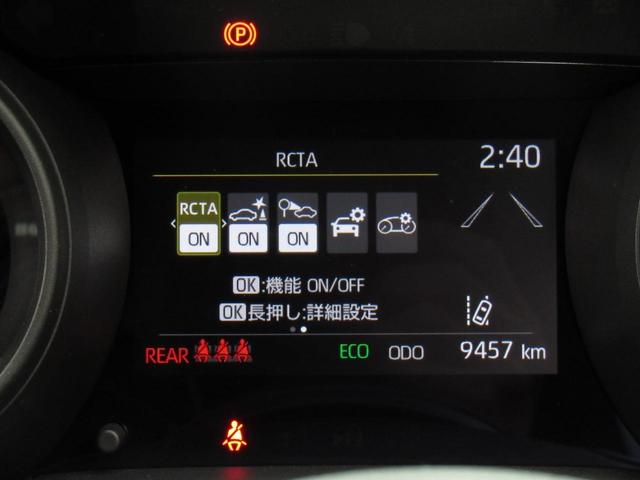 P
RCTA
2:40
RCTA
ON ON ON
OK:機能 ON/OFF
OK長押し:詳細設定
REAR ECO ODO 9457 km